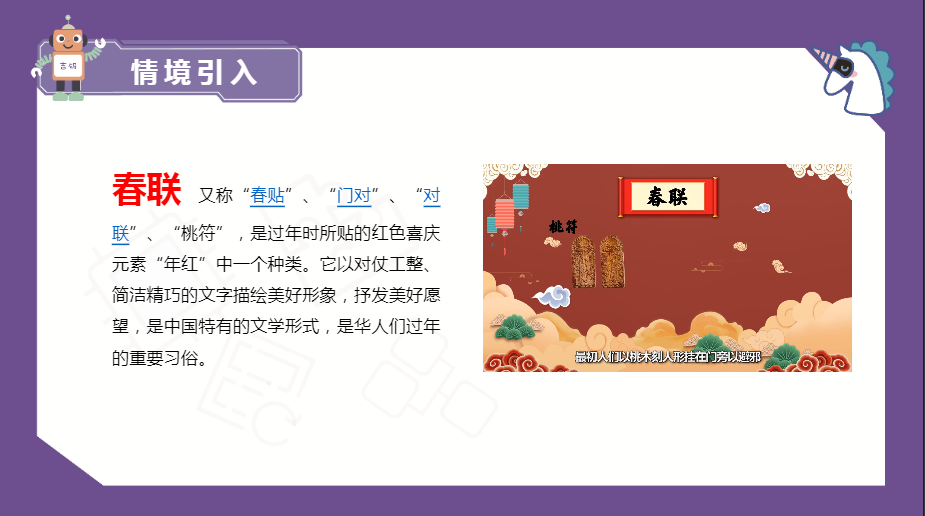 情境引入
春联 又称“春贴”、“门对”、“对
联”、“桃符”，是过年时所贴的红色喜庆
元素“年红”中一个种类。它以对仗工整、
简洁精巧的文字描绘美好形象，抒发美好愿
望，是中国特有的文学形式，是华人们过年
的重要习俗。
春联
桃符
最初人们以桃木刻人形挂在门旁以避邪